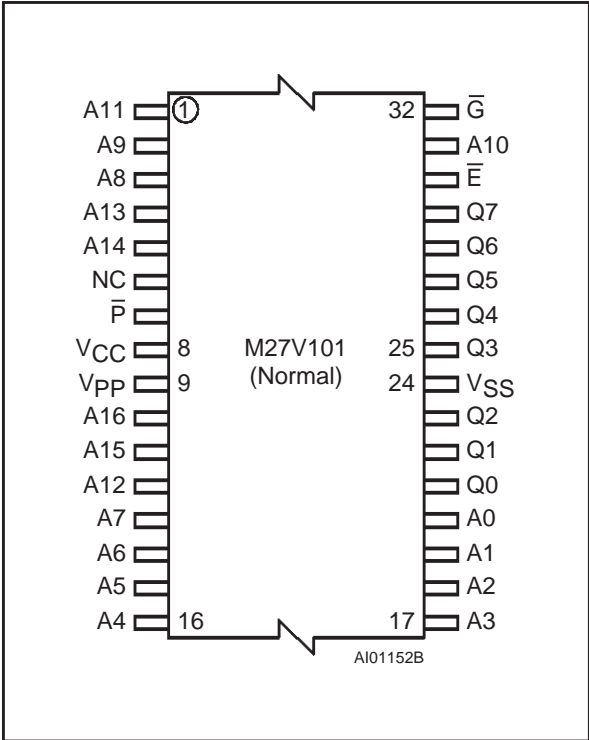 A11 1 32 G̅
A9 A10
A8 E̅
A13 Q7
A14 Q6
NC Q5
P̅ Q4
VCC 8 M27V101 25 Q3
VPP 9 (Normal) 24 VSS
A16 Q2
A15 Q1
A12 Q0
A7 A0
A6 A1
A5 A2
A4 16 17 A3
AI01152B